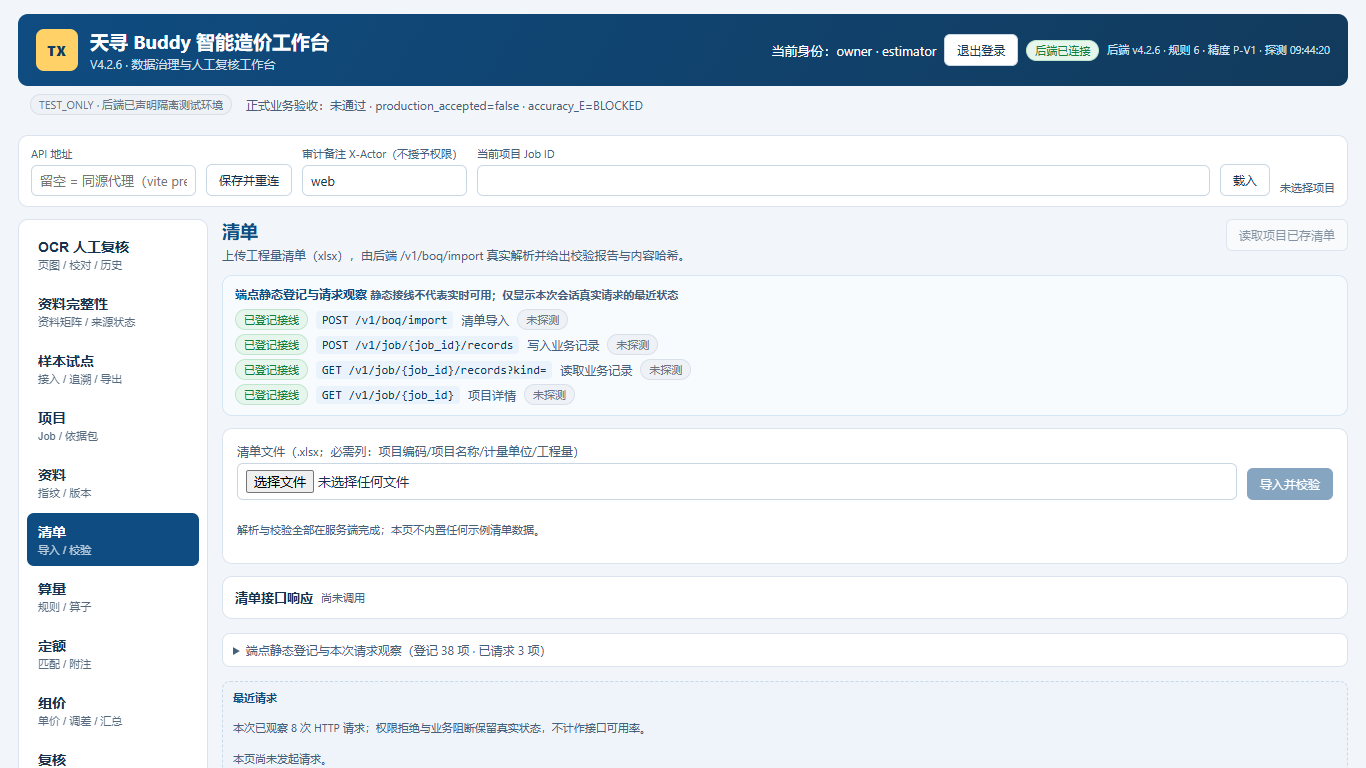 TX
天寻 Buddy 智能造价工作台
V4.2.6 · 数据治理与人工复核工作台
当前身份：owner · estimator
退出登录
后端已连接
后端 v4.2.6 · 规则 6 · 精度 P-V1 · 探测 09:44:20
TEST_ONLY · 后端已声明隔离测试环境
正式业务验收：未通过 · production_accepted=false · accuracy_E=BLOCKED
API 地址
留空 = 同源代理（vite pre
保存并重连
审计备注 X-Actor（不授予权限）
web
当前项目 Job ID
载入
未选择项目
OCR 人工复核
页图 / 校对 / 历史
资料完整性
资料矩阵 / 来源状态
样本试点
接入 / 追溯 / 导出
项目
Job / 依据包
资料
指纹 / 版本
清单
导入 / 校验
算量
规则 / 算子
定额
匹配 / 附注
组价
单价 / 调差 / 汇总
复核
清单
上传工程量清单（xlsx），由后端 /v1/boq/import 真实解析并给出校验报告与内容哈希。
读取项目已存清单
端点静态登记与请求观察 静态接线不代表实时可用；仅显示本次会话真实请求的最近状态
已登记接线 POST /v1/boq/import 清单导入 未探测
已登记接线 POST /v1/job/{job_id}/records 写入业务记录 未探测
已登记接线 GET /v1/job/{job_id}/records?kind= 读取业务记录 未探测
已登记接线 GET /v1/job/{job_id} 项目详情 未探测
清单文件（.xlsx；必需列：项目编码/项目名称/计量单位/工程量）
选择文件 未选择任何文件
导入并校验
解析与校验全部在服务端完成；本页不内置任何示例清单数据。
清单接口响应 尚未调用
▶ 端点静态登记与本次请求观察（登记 38 项 · 已请求 3 项）
最近请求
本次已观察 8 次 HTTP 请求；权限拒绝与业务阻断保留真实状态，不计作接口可用率。
本页尚未发起请求。